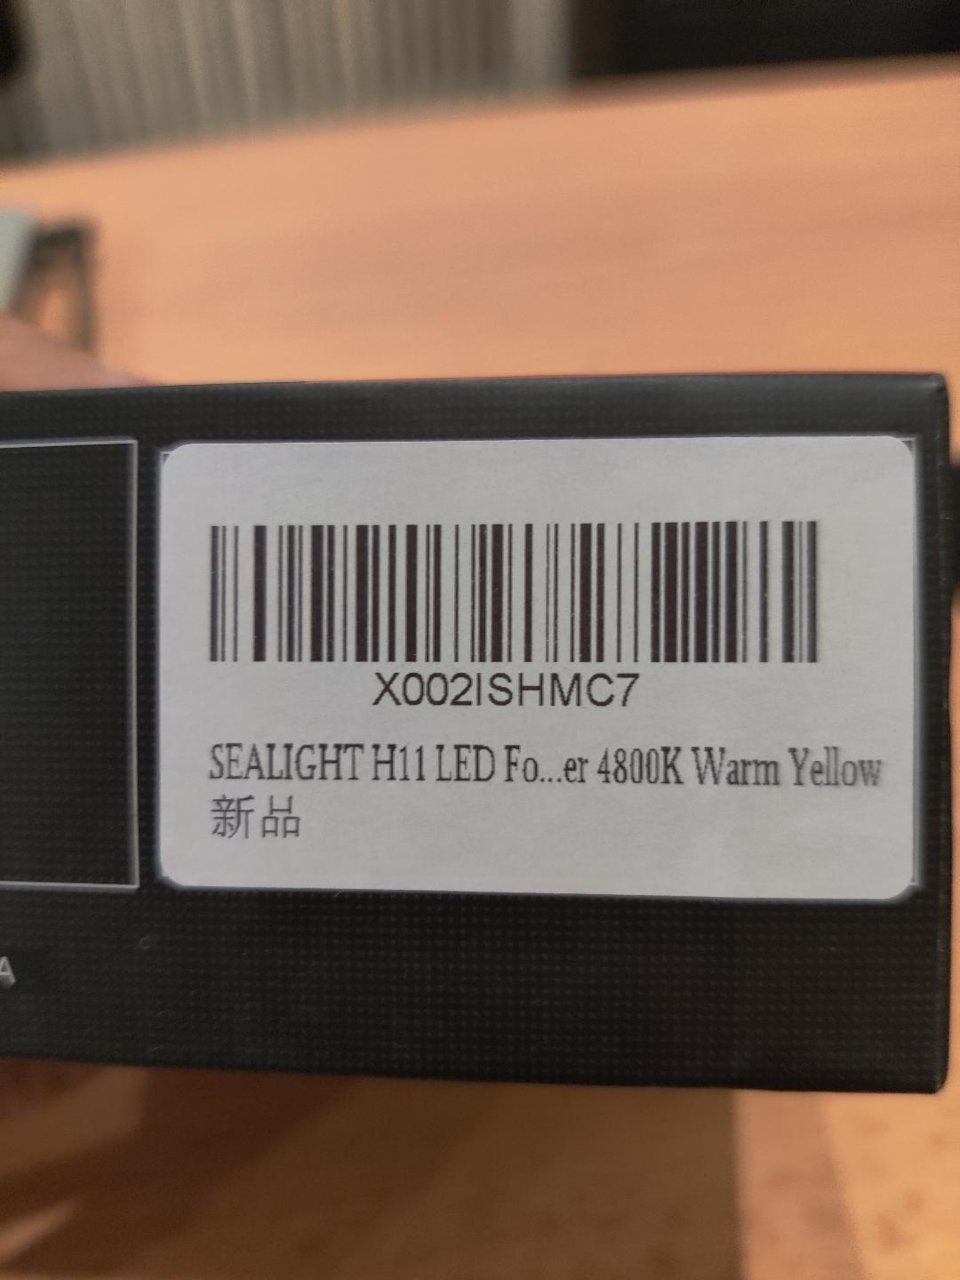 X002ISHMC7
SEALIGHT H11 LED Fo...er 4800K Warm Yellow
新品
A